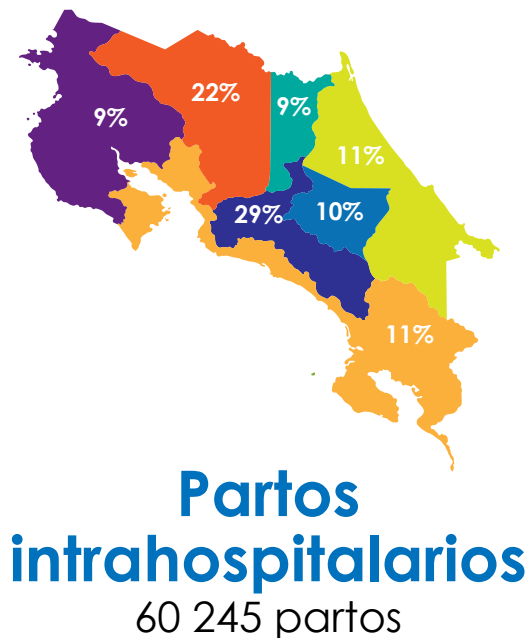 22%
9%
9%
11%
29%
10%
11%
Partos
intrahospitalarios
60 245 partos